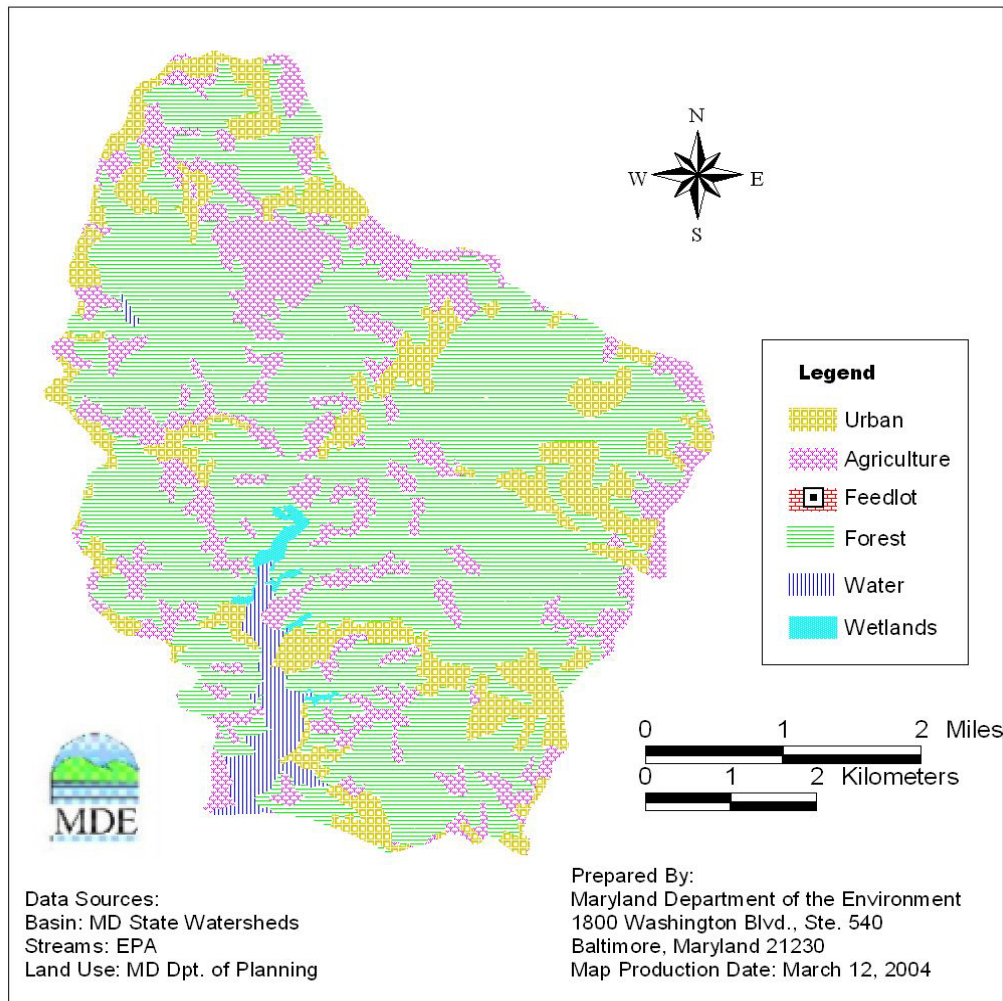 N
W E
S
Legend
Urban
Agriculture
Feedlot
Forest
Water
Wetlands
0 1 2 Miles
0 1 2 Kilometers
MDE
Data Sources:
Basin: MD State Watersheds
Streams: EPA
Land Use: MD Dpt. of Planning
Prepared By:
Maryland Department of the Environment
1800 Washington Blvd., Ste. 540
Baltimore, Maryland 21230
Map Production Date: March 12, 2004